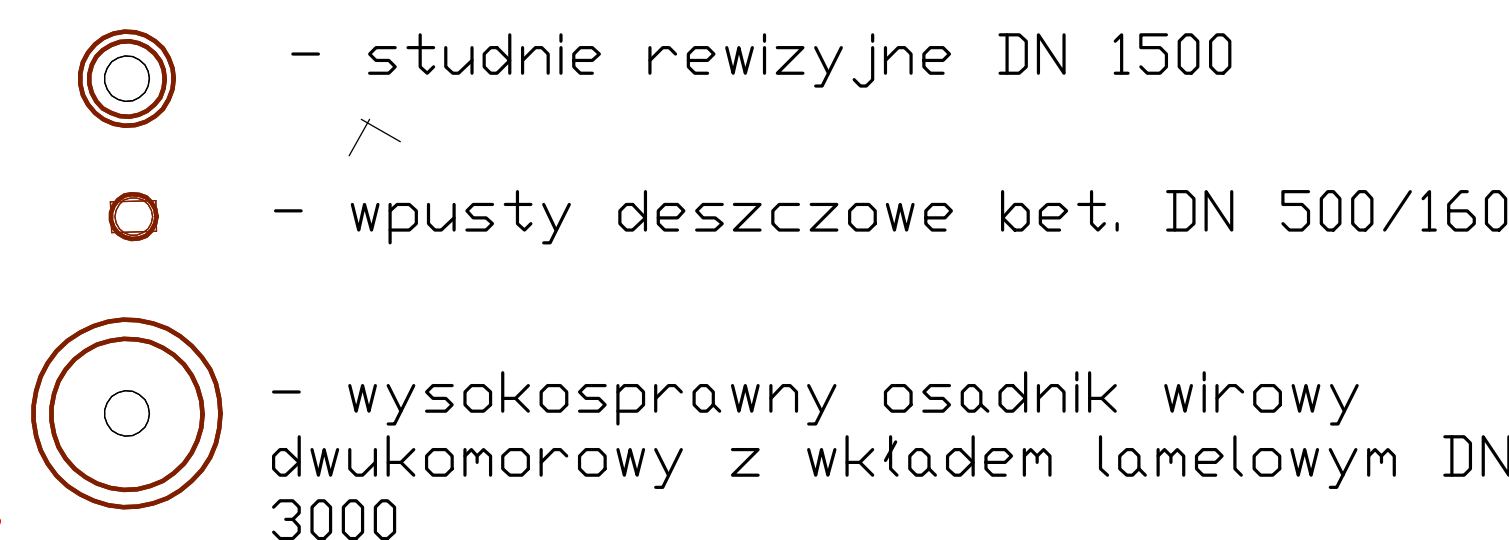 - studnie rewizyjne DN 1500
- wpusty deszczowe bet. DN 500/160
- wysokosprawny osadnik wirowy
dwukomorowy z wkładem lamelowym DN
3000